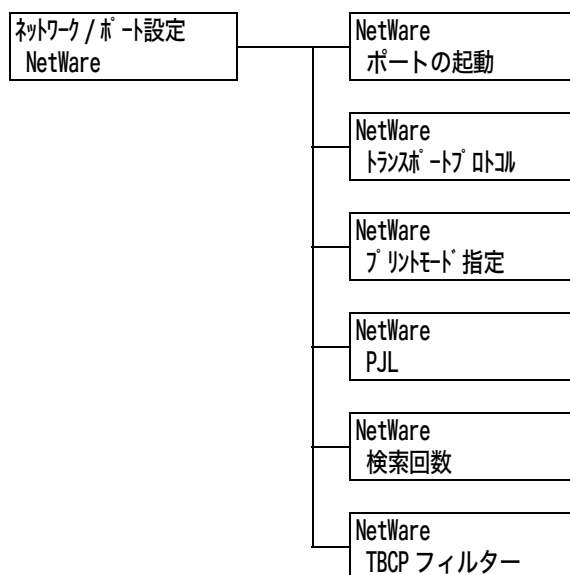 ﾈｯﾄﾜｰｸ / ﾎﾟｰﾄ設定
NetWare
NetWare
ポートの起動
NetWare
ﾄﾗﾝｽﾎﾟｰﾄﾌﾟﾛﾄｺﾙ
NetWare
ﾌﾟﾘﾝﾄﾓｰﾄﾞ指定
NetWare
PJL
NetWare
検索回数
NetWare
TBCP フィルター